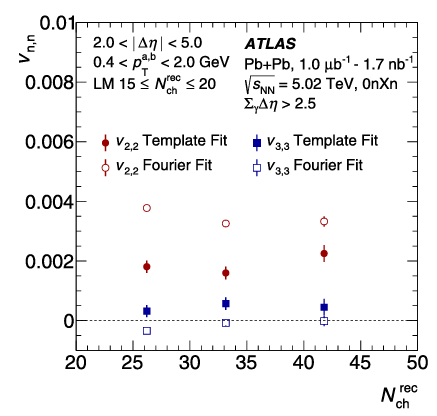 v_{n,n}
0.01
0.008
0.006
0.004
0.002
0
2.0 < |Δη| < 5.0
0.4 < p_T^{a,b} < 2.0 GeV
LM 15 ≤ N_ch^{rec} ≤ 20
ATLAS
Pb+Pb, 1.0 μb^{-1} - 1.7 nb^{-1}
√s_{NN} = 5.02 TeV, 0nXn
Σ_γΔη > 2.5
v_{2,2} Template Fit
v_{3,3} Template Fit
v_{2,2} Fourier Fit
v_{3,3} Fourier Fit
20 25 30 35 40 45 50
N_ch^{rec}